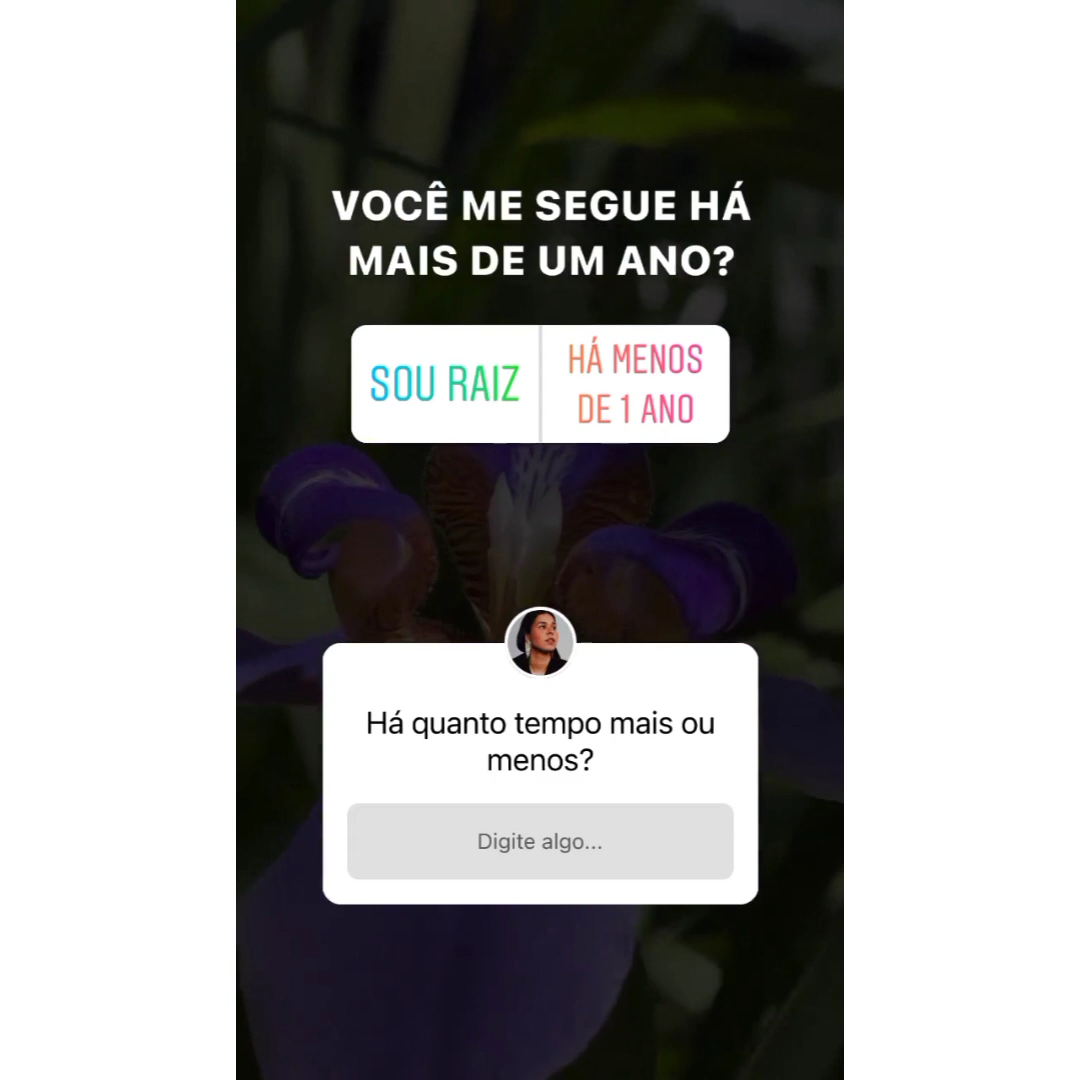 VOCÊ ME SEGUE HÁ
MAIS DE UM ANO?
SOU RAIZ
HÁ MENOS
DE 1 ANO
Há quanto tempo mais ou
menos?
Digite algo...